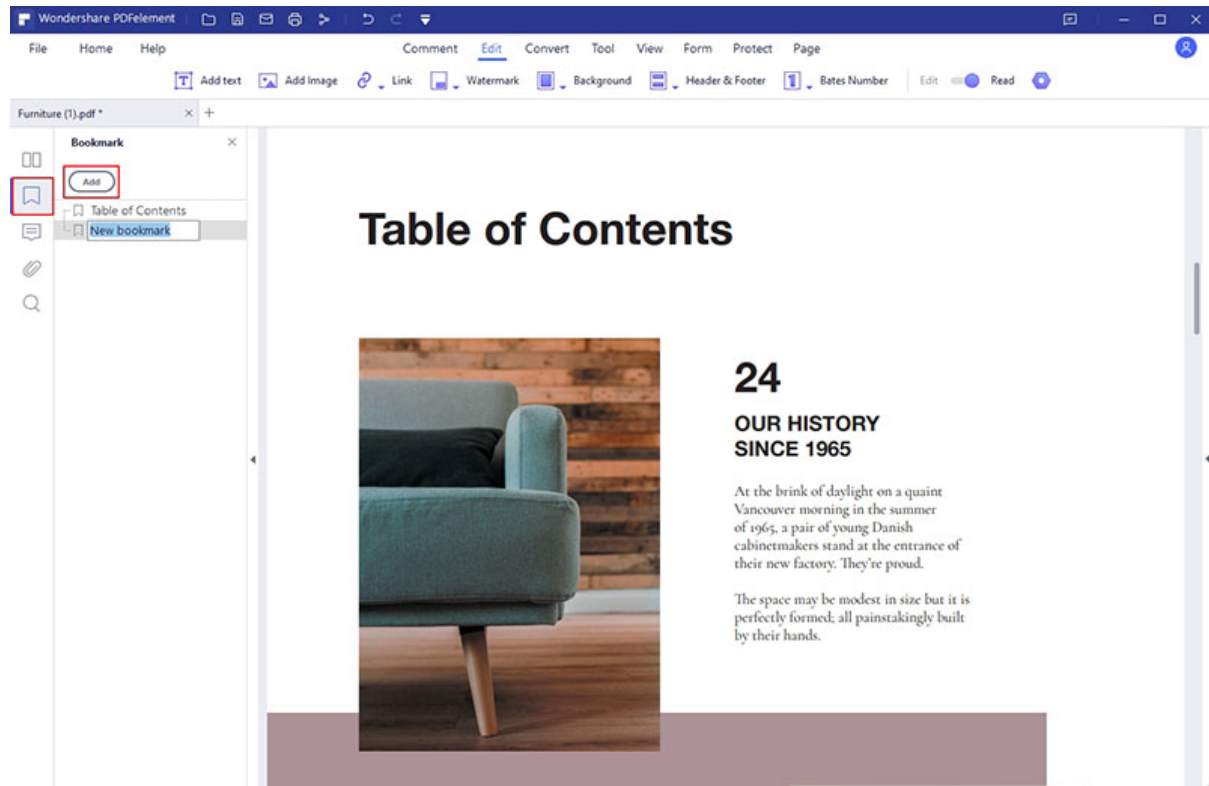 Wondershare PDFelement
File Home Help Comment Edit Convert Tool View Form Protect Page
Add text Add Image Link Watermark Background Header & Footer Bates Number Edit Read
Furniture (1).pdf *
Bookmark
Add
Table of Contents
New bookmark
Table of Contents
24
OUR HISTORY
SINCE 1965
At the brink of daylight on a quaint
Vancouver morning in the summer
of 1965, a pair of young Danish
cabinetmakers stand at the entrance of
their new factory. They're proud.
The space may be modest in size but it is
perfectly formed; all painstakingly built
by their hands.